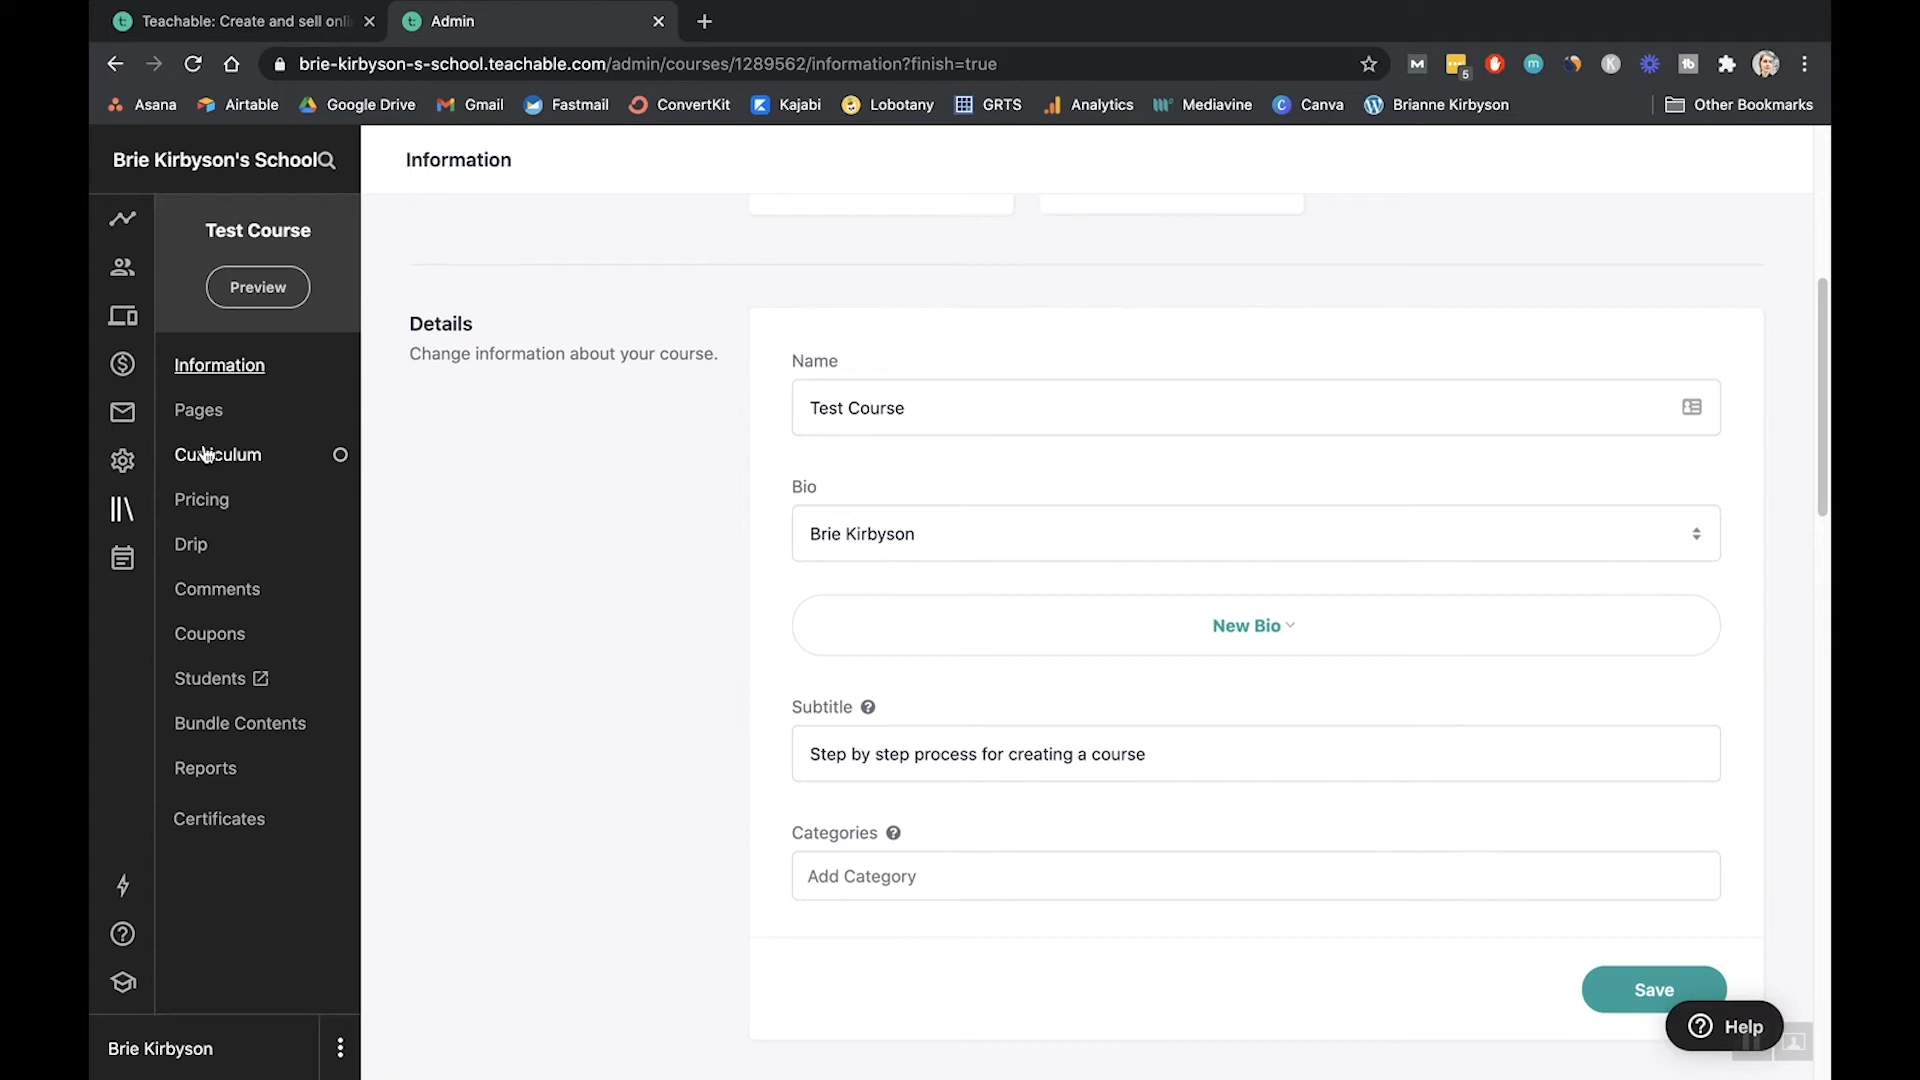 Teachable: Create and sell onli
Admin
brie-kirbyson-s-school.teachable.com/admin/courses/1289562/information?finish=true
5
Asana
Airtable
Google Drive
Gmail
Fastmail
ConvertKit
Kajabi
Lobotany
GRTS
Analytics
Mediavine
Canva
Brianne Kirbyson
Other Bookmarks
Brie Kirbyson's School
Information
Test Course
Preview
Information
Pages
Curriculum
Pricing
Drip
Comments
Coupons
Students
Bundle Contents
Reports
Certificates
Brie Kirbyson
Details
Change information about your course.
Name
Test Course
Bio
Brie Kirbyson
New Bio
Subtitle
Step by step process for creating a course
Categories
Add Category
Save
Help